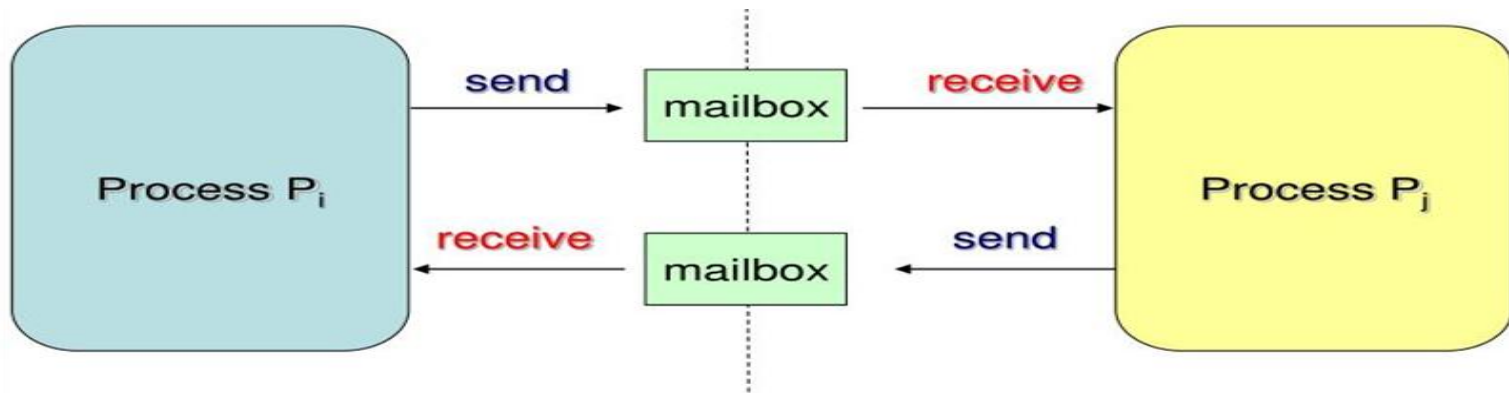 send
mailbox
receive
Process Pi
Process Pj
receive
mailbox
send